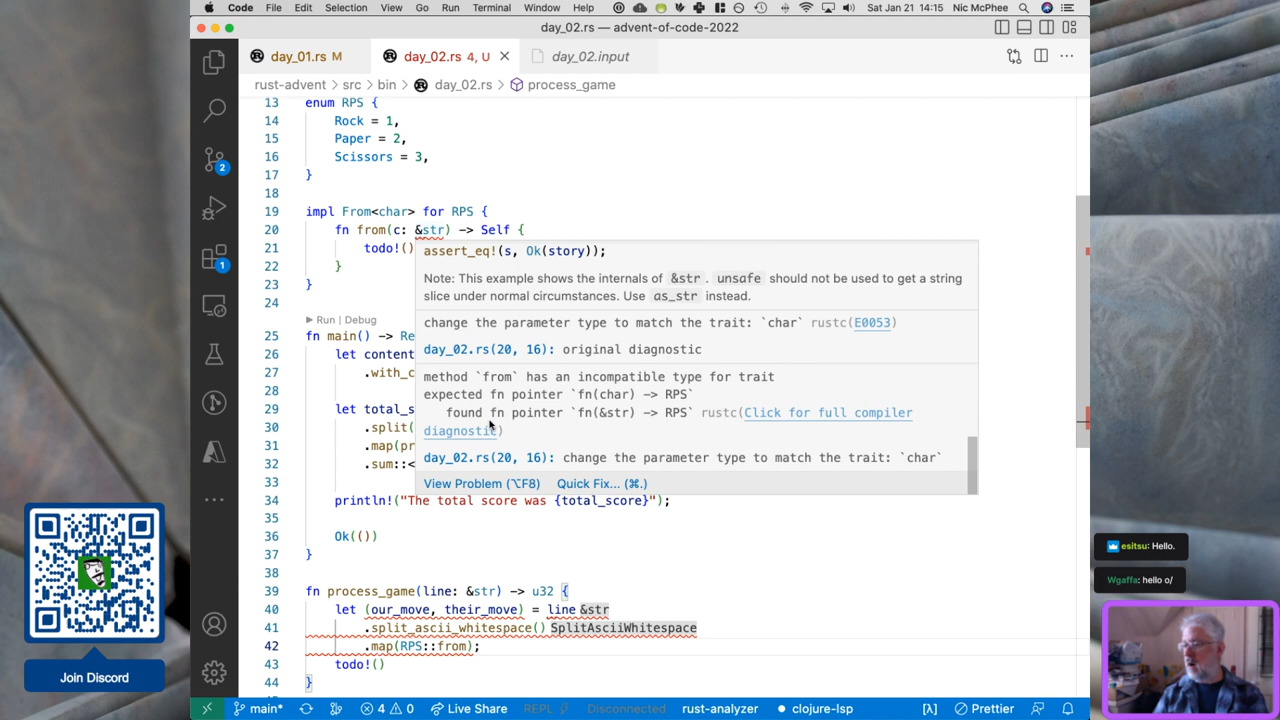 Code File Edit Selection View Go Run Terminal Window Help Sat Jan 21 14:15 Nic McPhee
day_02.rs — advent-of-code-2022
day_01.rs M day_02.rs 4, U day_02.input
rust-advent > src > bin > day_02.rs > process_game
13 enum RPS {
14 Rock = 1,
15 Paper = 2,
16 Scissors = 3,
17 }
18
19 impl From<char> for RPS {
20 fn from(c: &str) -> Self {
21 todo!()
22 }
23 }
24
Run | Debug
25 fn main() -> Re
26 let content
27 .with_c
28
29 let total_s
30 .split(
31 .map(pr
32 .sum::<
33
34 println!("The total score was {total_score}");
35
36 Ok(())
37 }
38
39 fn process_game(line: &str) -> u32 {
40 let (our_move, their_move) = line &str
41 .split_ascii_whitespace() SplitAsciiWhitespace
42 .map(RPS::from);
43 todo!()
44 }
assert_eq!(s, Ok(story));
Note: This example shows the internals of &str. unsafe should not be used to get a string
slice under normal circumstances. Use as_str instead.
change the parameter type to match the trait: `char` rustc(E0053)
day_02.rs(20, 16): original diagnostic
method `from` has an incompatible type for trait
expected fn pointer `fn(char) -> RPS`
found fn pointer `fn(&str) -> RPS` rustc(Click for full compiler
diagnostic)
day_02.rs(20, 16): change the parameter type to match the trait: `char`
View Problem (⌥F8) Quick Fix... (⌘.)
2
1
main* 4 0 Live Share REPL Disconnected rust-analyzer clojure-lsp [λ] Prettier
Join Discord
esitsu: Hello.
Wgaffa: hello o/